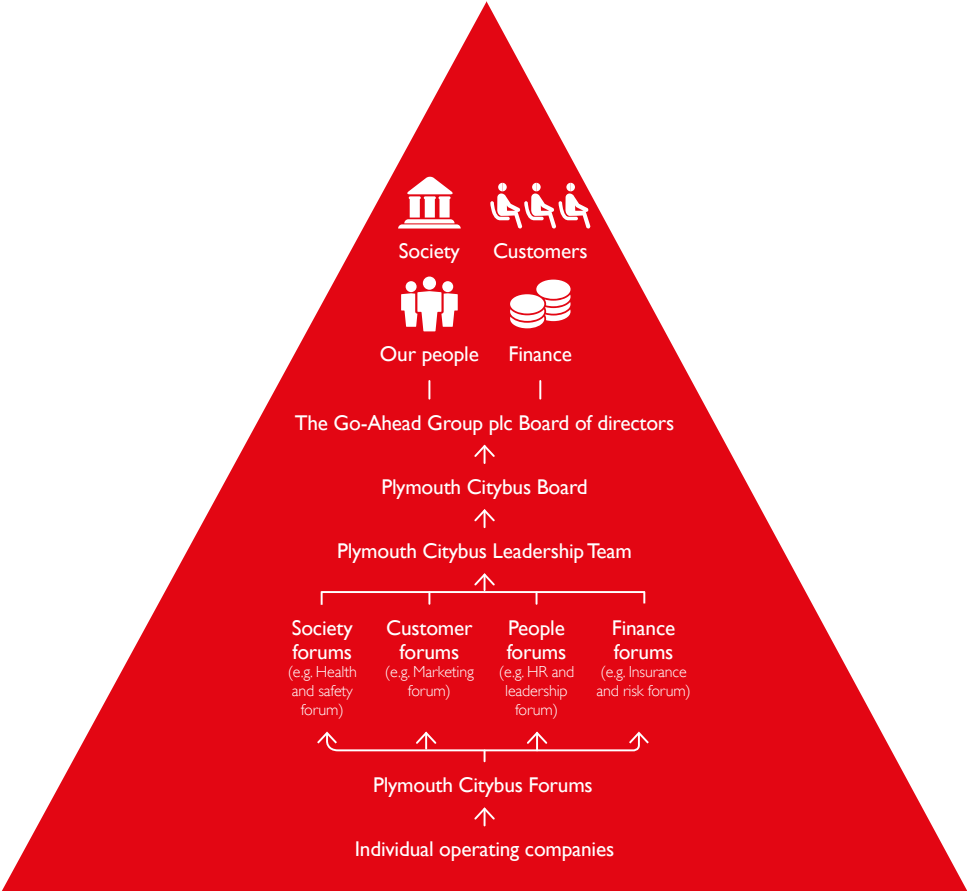 Society
Customers
Our people
Finance
The Go-Ahead Group plc Board of directors
Plymouth Citybus Board
Plymouth Citybus Leadership Team
Society
forums
(e.g. Health
and safety
forum)
Customer
forums
(e.g. Marketing
forum)
People
forums
(e.g. HR and
leadership
forum)
Finance
forums
(e.g. Insurance
and risk forum)
Plymouth Citybus Forums
Individual operating companies